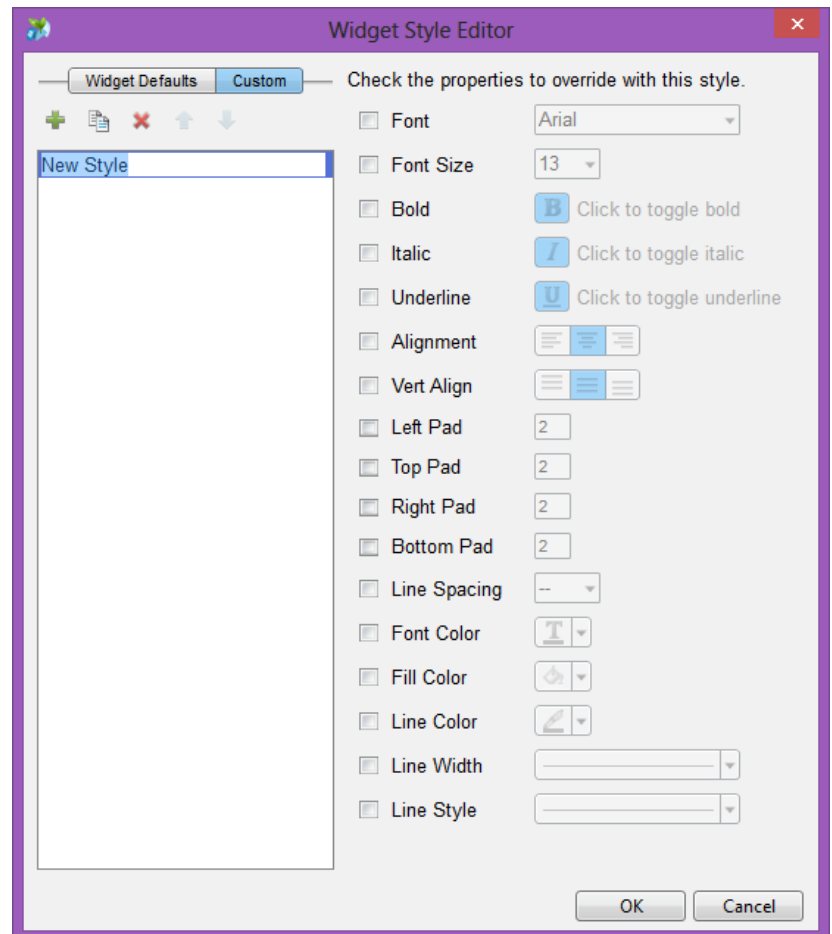 Widget Style Editor
Widget Defaults Custom
Check the properties to override with this style.
New Style
Font Arial
Font Size 13
Bold B Click to toggle bold
Italic I Click to toggle italic
Underline U Click to toggle underline
Alignment
Vert Align
Left Pad 2
Top Pad 2
Right Pad 2
Bottom Pad 2
Line Spacing --
Font Color T
Fill Color
Line Color
Line Width
Line Style
OK Cancel